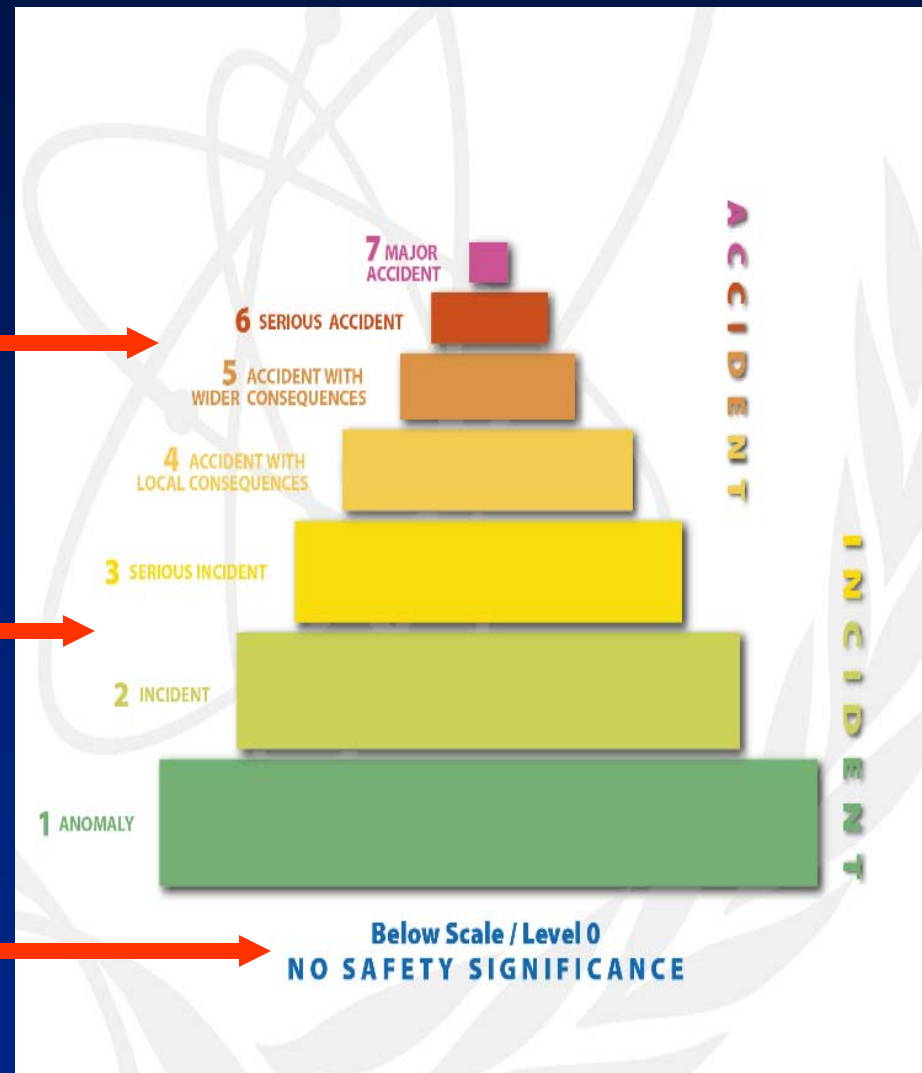 7 MAJOR
ACCIDENT
6 SERIOUS ACCIDENT
5 ACCIDENT WITH
WIDER CONSEQUENCES
4 ACCIDENT WITH
LOCAL CONSEQUENCES
3 SERIOUS INCIDENT
2 INCIDENT
1 ANOMALY
Below Scale / Level 0
NO SAFETY SIGNIFICANCE
ACCIDENT
INCIDENT